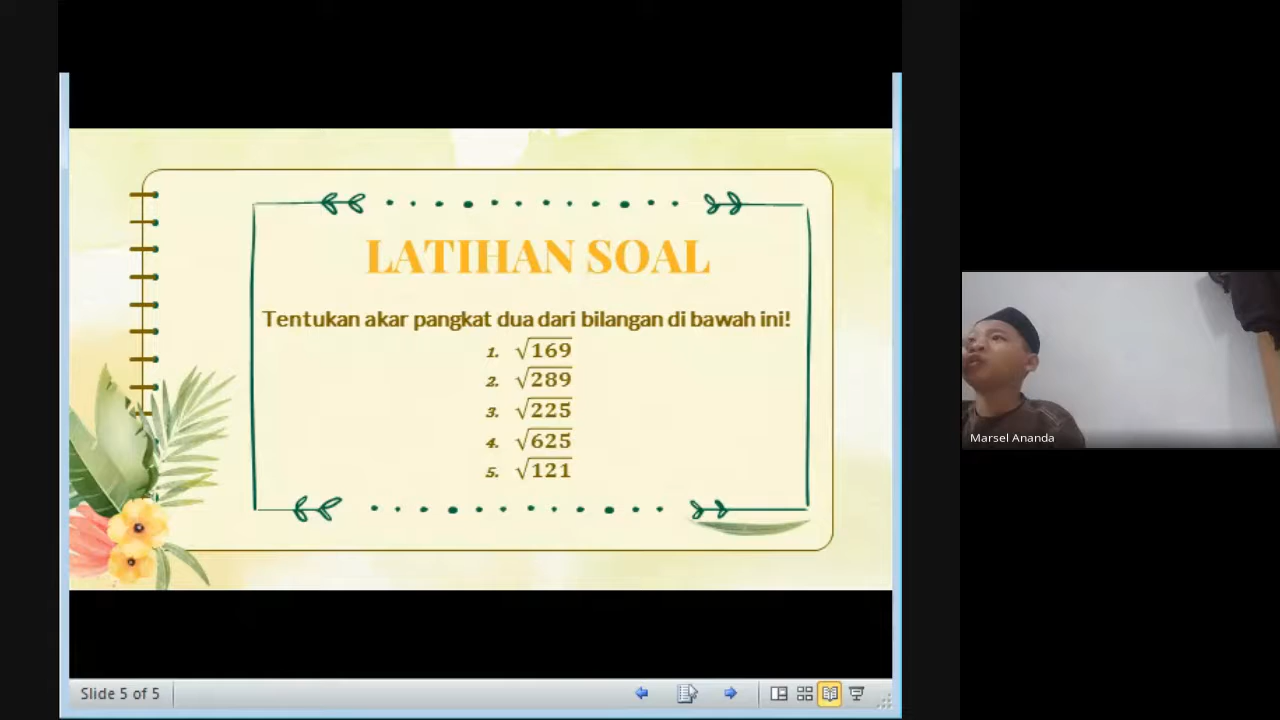 LATIHAN SOAL
Tentukan akar pangkat dua dari bilangan di bawah ini!
1. √169
2. √289
3. √225
4. √625
5. √121
Marsel Ananda
Slide 5 of 5